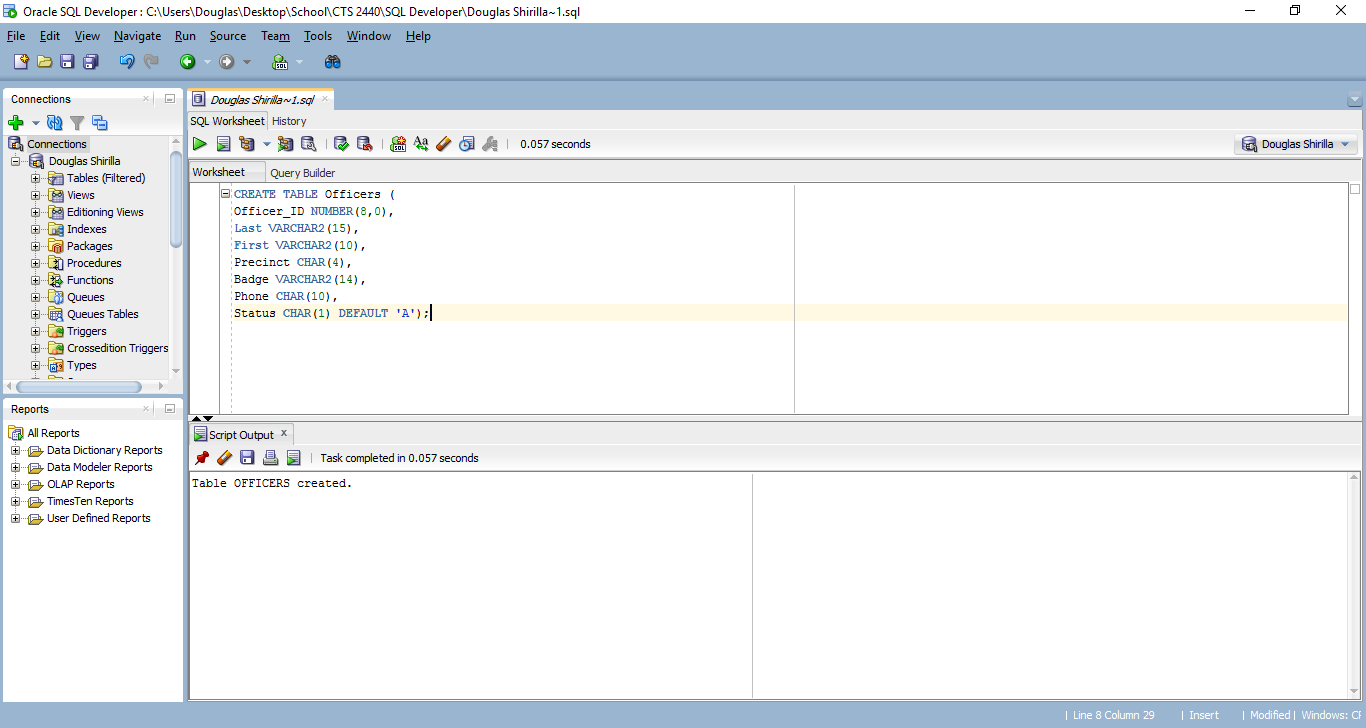 Oracle SQL Developer : C:\Users\Douglas\Desktop\School\CTS 2440\SQL Developer\Douglas Shirilla~1.sql
File Edit View Navigate Run Source Team Tools Window Help
Connections
Connections
Douglas Shirilla
Tables (Filtered)
Views
Editioning Views
Indexes
Packages
Procedures
Functions
Queues
Queues Tables
Triggers
Crossedition Triggers
Types
Reports
All Reports
Data Dictionary Reports
Data Modeler Reports
OLAP Reports
TimesTen Reports
User Defined Reports
Douglas Shirilla~1.sql
SQL Worksheet History
0.057 seconds
Douglas Shirilla
Worksheet Query Builder
CREATE TABLE Officers (
Officer_ID NUMBER(8,0),
Last VARCHAR2(15),
First VARCHAR2(10),
Precinct CHAR(4),
Badge VARCHAR2(14),
Phone CHAR(10),
Status CHAR(1) DEFAULT 'A');
Script Output
Task completed in 0.057 seconds
Table OFFICERS created.
| Line 8 Column 29 | Insert | Modified | Windows: